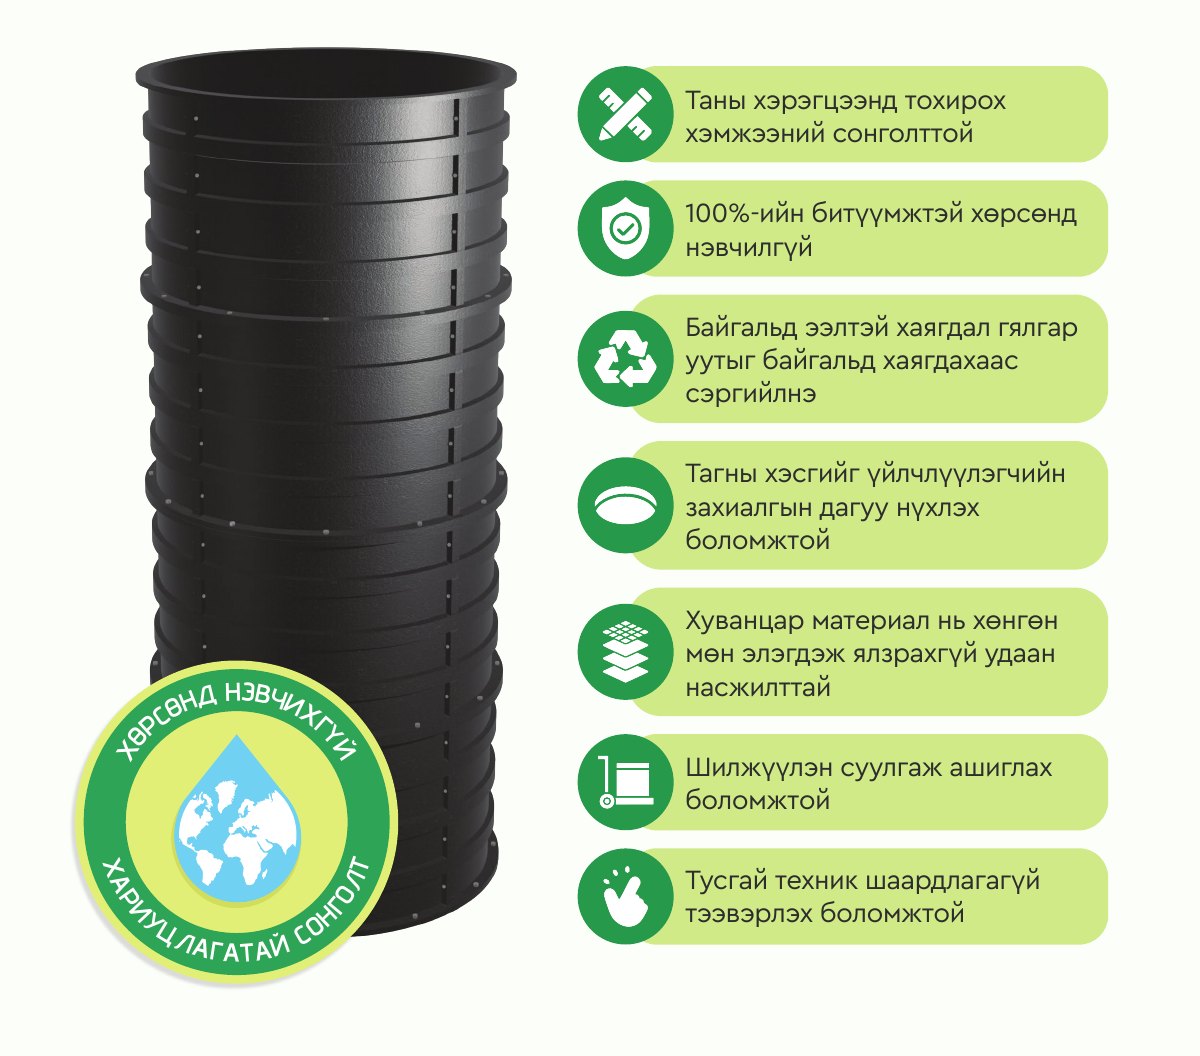 Таны хэрэгцээнд тохирох
хэмжээний сонголттой
100%-ийн битүүмжтэй хөрсөнд
нэвчилгүй
Байгальд ээлтэй хаягдал гялгар
уутыг байгальд хаягдахаас
сэргийлнэ
Тагны хэсгийг үйлчлүүлэгчийн
захиалгын дагуу нүхлэх
боломжтой
Хуванцар материал нь хөнгөн
мөн элэгдэж ялзрахгүй удаан
насжилттай
Шилжүүлэн суулгаж ашиглах
боломжтой
Тусгай техник шаардлагагүй
тээвэрлэх боломжтой
ХӨРСӨНД НЭВЧИХГҮЙ
ХАРИУЦЛАГАТАЙ СОНГОЛТ